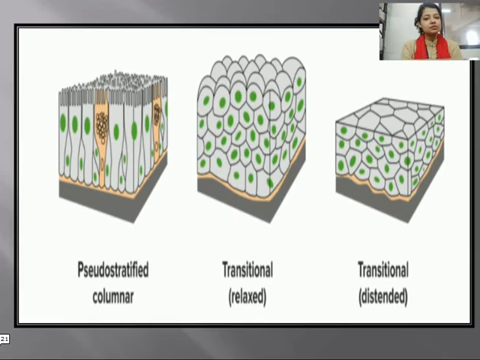 Pseudostratified
columnar
Transitional
(relaxed)
Transitional
(distended)